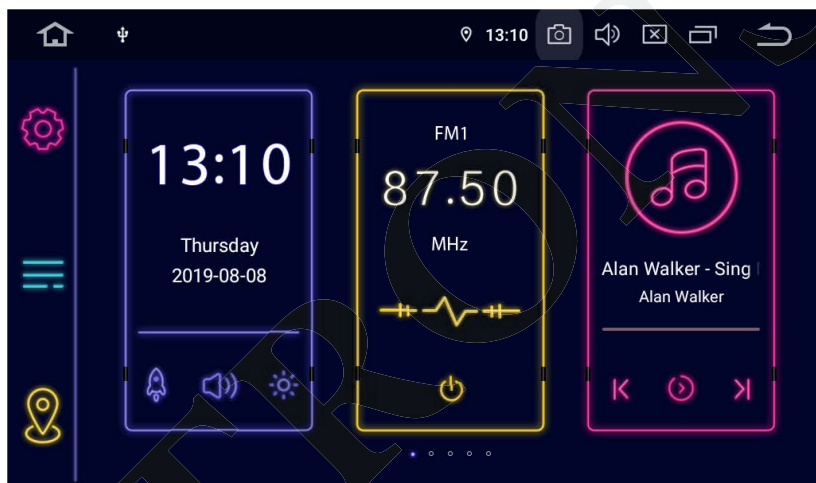 13:10
13:10
Thursday
2019-08-08
FM1
87.50
MHz
Alan Walker - Sing
Alan Walker